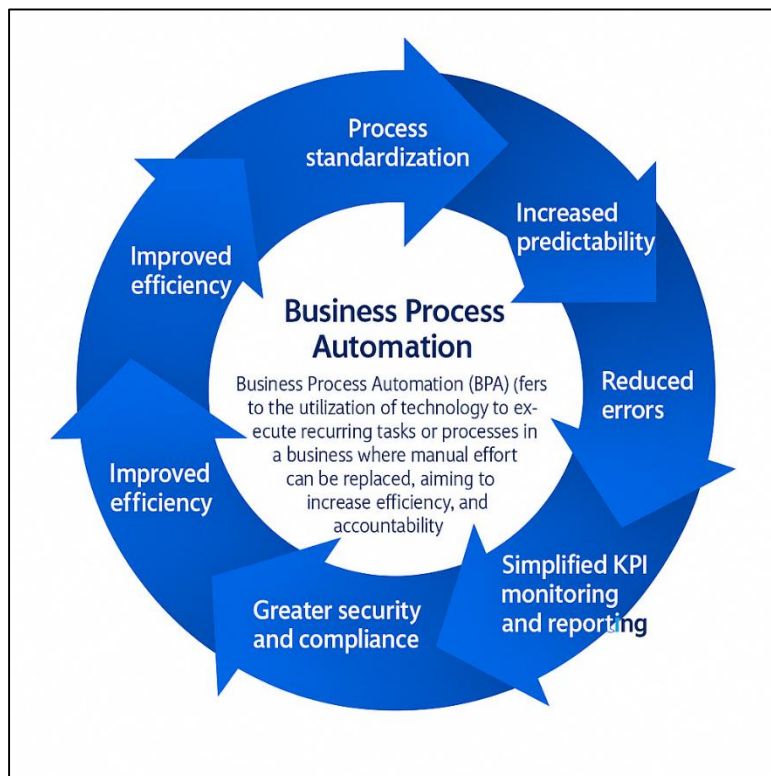 Process
standardization
Increased
predictability
Reduced
errors
Simplified KPI
monitoring
and reporting
Greater security
and compliance
Improved
efficiency
Improved
efficiency
Business Process
Automation
Business Process Automation (BPA) (fers
to the utilization of technology to ex-
ecute recurring tasks or processes in
a business where manual effort
can be replaced, aiming to
increase efficiency, and
accountability